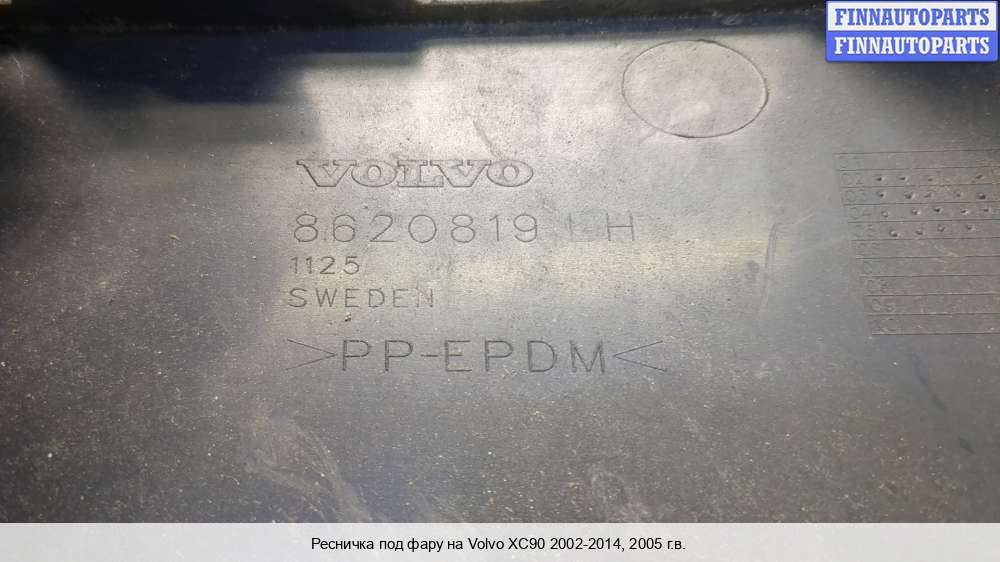 FINNAUTOPARTS
FINNAUTOPARTS
VOLVO
8620819 LH
1125
SWEDEN
>PP-EPDM<
Ресничка под фару на Volvo XC90 2002-2014, 2005 г.в.